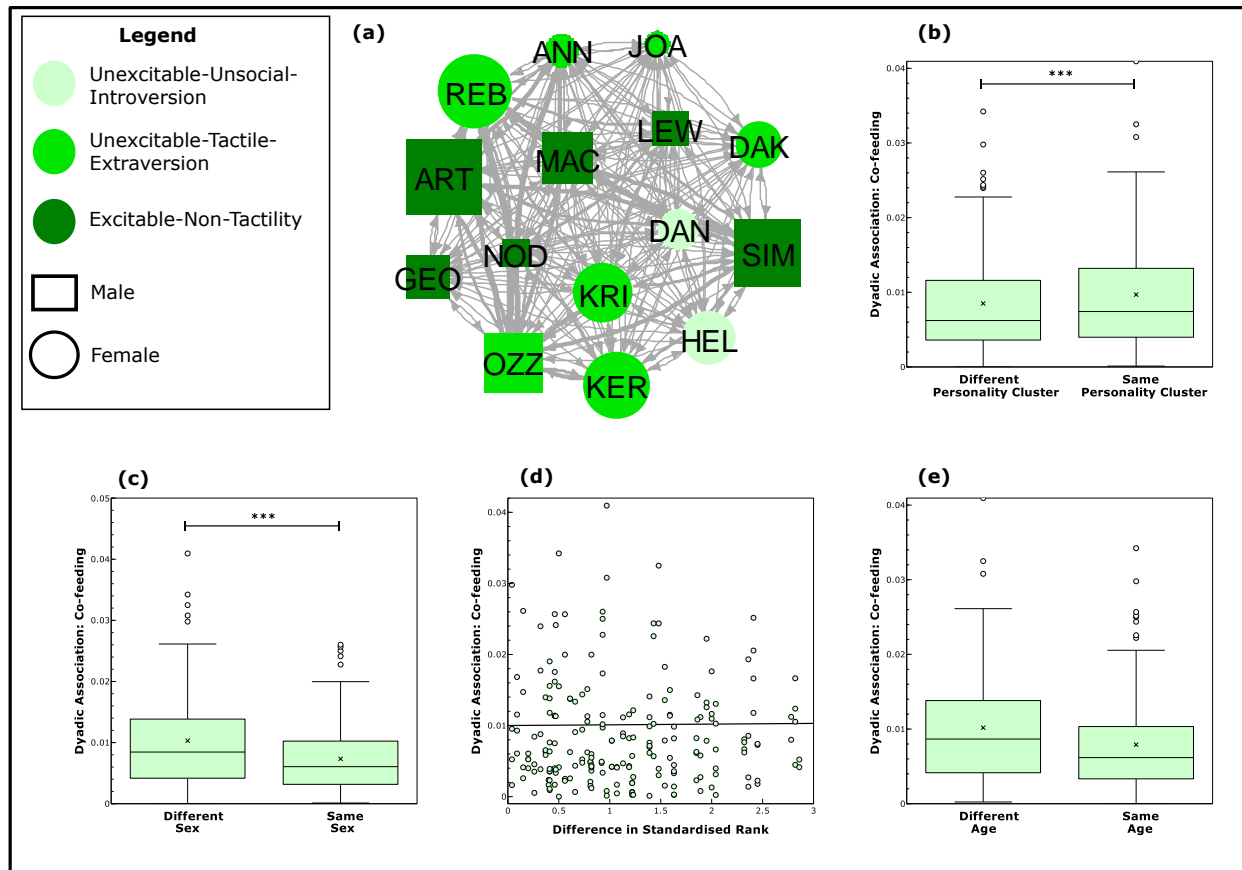 Legend
Unexcitable-Unsocial-
Introversion
Unexcitable-Tactile-
Extraversion
Excitable-Non-Tactility
Male
Female
(a)
ANN
JOA
REB
LEW
DAK
MAC
ART
DAN
SIM
NOD
GEO
KRI
HEL
OZZ
KER
(b)
***
Dyadic Association: Co-feeding
0.04
0.03
0.02
0.01
0
Different
Personality Cluster
Same
Personality Cluster
(c)
***
Dyadic Association: Co-feeding
0.05
0.04
0.03
0.02
0.01
0
Different
Sex
Same
Sex
(d)
Dyadic Association: Co-feeding
0.04
0.03
0.02
0.01
0
0
0.5
1
1.5
2
2.5
3
Difference in Standardised Rank
(e)
Dyadic Association: Co-feeding
0.04
0.03
0.02
0.01
0
Different
Age
Same
Age